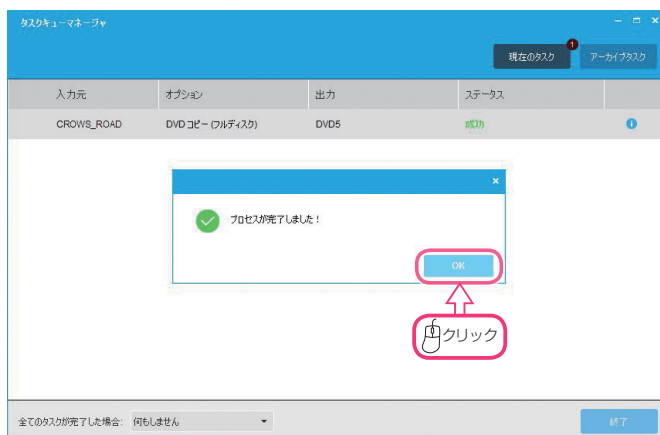 タスクキューマネージャ
現在のタスク
1
アーカイブタスク
入力元 オプション 出力 ステータス
CROWS_ROAD DVD コピー (フルディスク) DVD5 成功
プロセスが完了しました!
OK
クリック
全てのタスクが完了した場合: 何もしません
終了